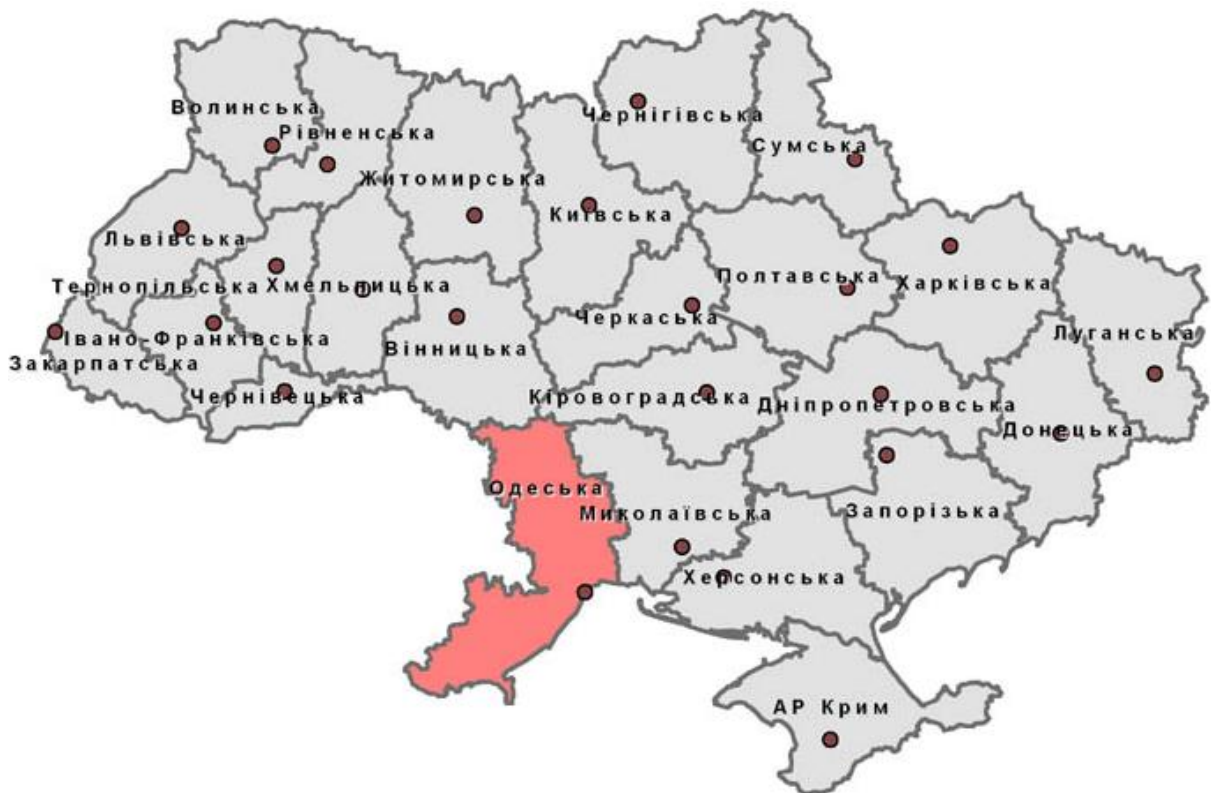 Волинська
Рівненська
Чернігівська
Сумська
Житомирська
Київська
Львівська
Тернопільська
Хмельницька
Полтавська
Харківська
Івано-Франківська
Вінницька
Черкаська
Луганська
Закарпатська
Чернівецька
Кіровоградська
Дніпропетровська
Донецька
Одеська
Миколаївська
Запорізька
Херсонська
АР Крим